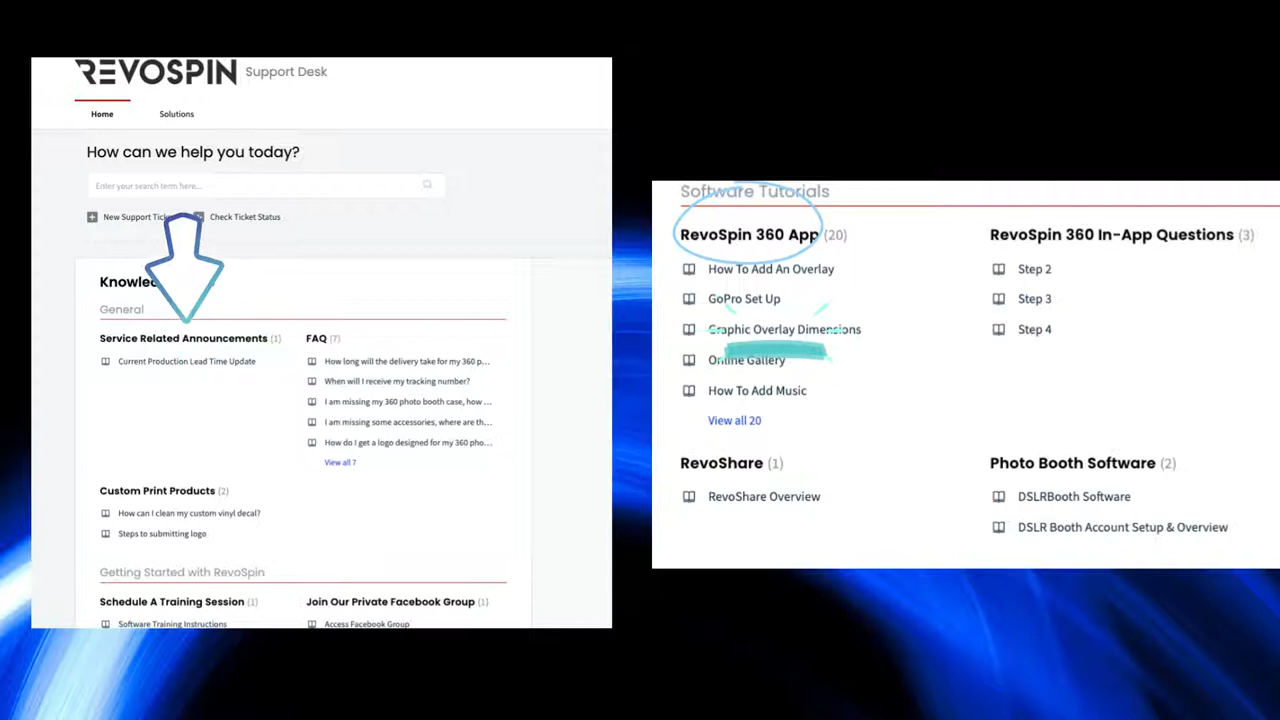 REVOSPIN Support Desk
Home Solutions
How can we help you today?
Enter your search term here...
New Support Check Ticket Status
General
Service Related Announcements (1)
Current Production Lead Time Update
FAQ (7)
How long will the delivery take for my 360 p...
When will I receive my tracking number?
I am missing my 360 photo booth case, how ...
I am missing some accessories, where are th...
How do I get a logo designed for my 360 pho...
View all 7
Custom Print Products (2)
How can I clean my custom vinyl decal?
Steps to submitting logo
Getting Started with RevoSpin
Schedule A Training Session (1)
Software Training Instructions
Join Our Private Facebook Group (1)
Access Facebook Group
Software Tutorials
RevoSpin 360 App (20)
How To Add An Overlay
GoPro Set Up
Graphic Overlay Dimensions
Online Gallery
How To Add Music
View all 20
RevoSpin 360 In-App Questions (3)
Step 2
Step 3
Step 4
RevoShare (1)
RevoShare Overview
Photo Booth Software (2)
DSLRBooth Software
DSLR Booth Account Setup & Overview